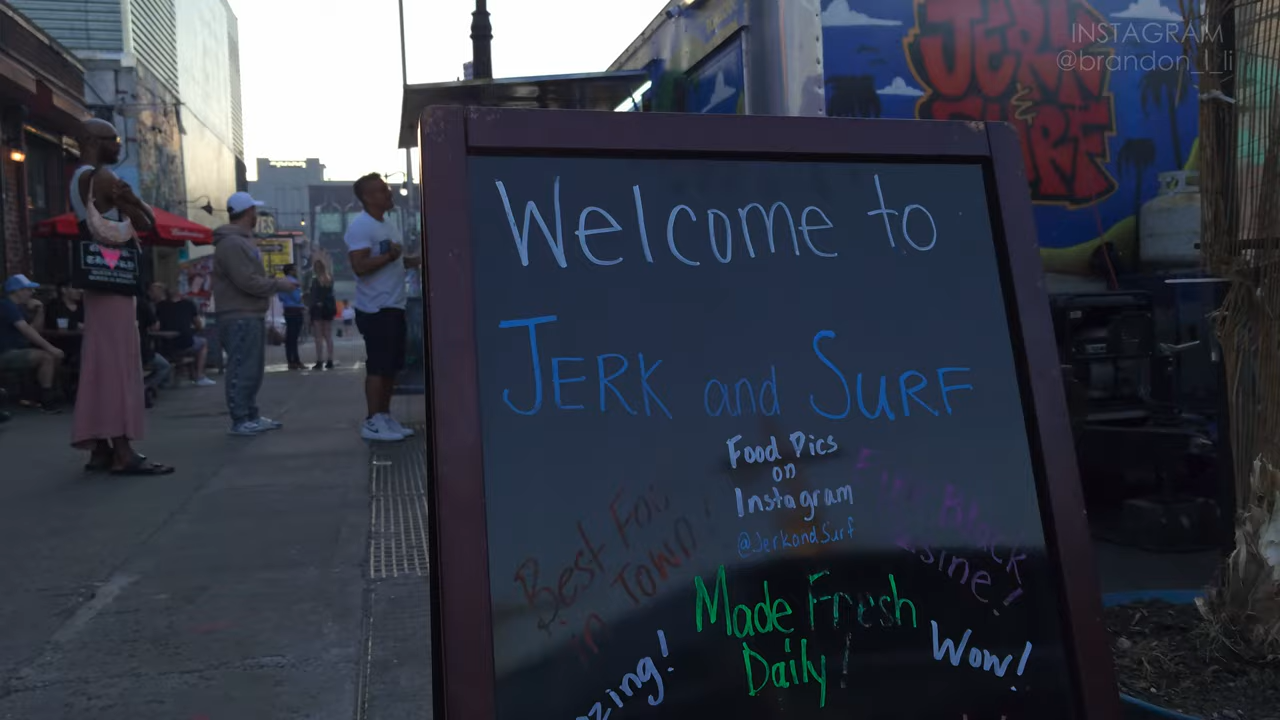 INSTAGRAM
@brandon_l_li
JERK
&
SURF
Welcome to
JERK and SURF
Food Pics
on
Instagram
@JerkandSurf
Best
in Town!
Black
Made Fresh
Daily!
Wow!